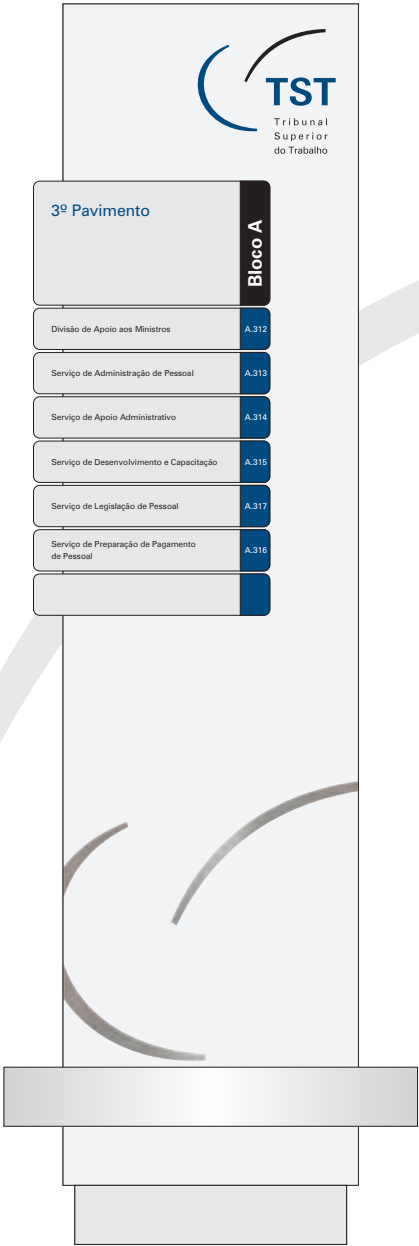 TST
Tribunal
Superior
do Trabalho
3º Pavimento
Bloco A
Divisão de Apoio aos Ministros A.312
Serviço de Administração de Pessoal A.313
Serviço de Apoio Administrativo A.314
Serviço de Desenvolvimento e Capacitação A.315
Serviço de Legislação de Pessoal A.317
Serviço de Preparação de Pagamento
de Pessoal A.316